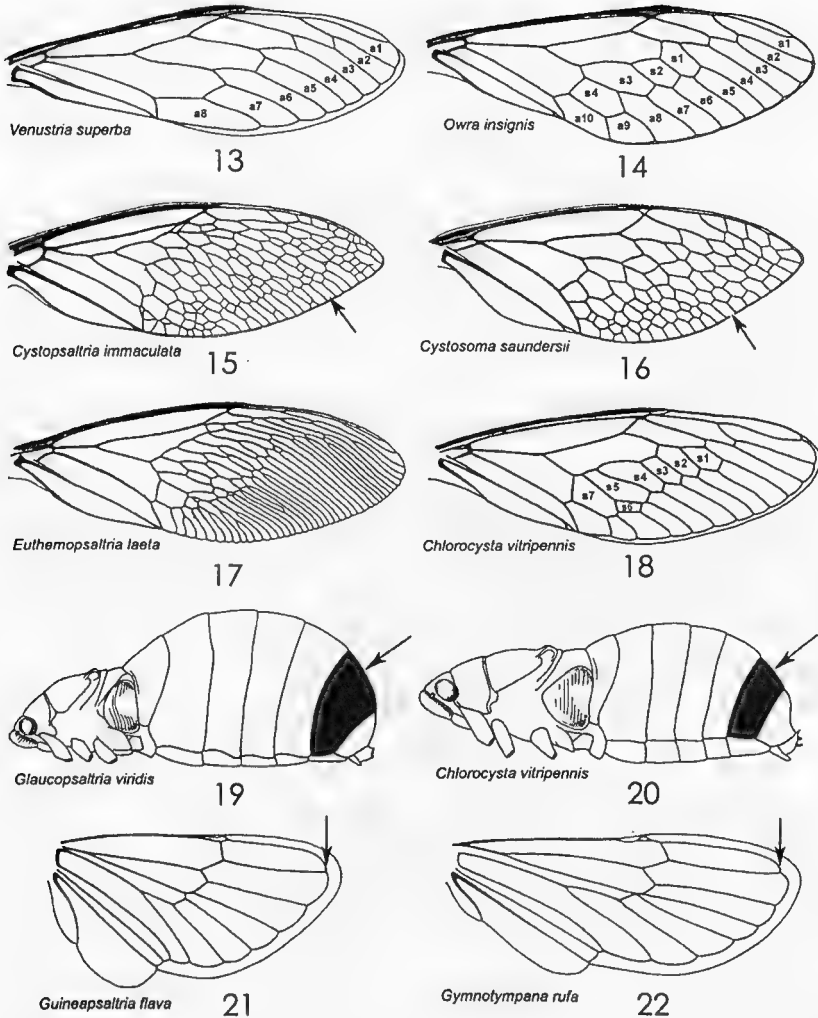 a1
a2
a3
a4
a5
a6
a7
a8
Venustria superba
13
a1
a2
a3
a4
a5
a6
a7
a8
a9
a10
s1
s2
s3
s4
Owra insignis
14
Cystopsaltria immaculata
15
Cystosoma saundersii
16
Euthemopsaltria laeta
17
s1
s2
s3
s4
s5
s6
s7
Chlorocysta vitripennis
18
Glaucopsaltria viridis
19
Chlorocysta vitripennis
20
Guineapsaltria flava
21
Gymnotympana rufa
22